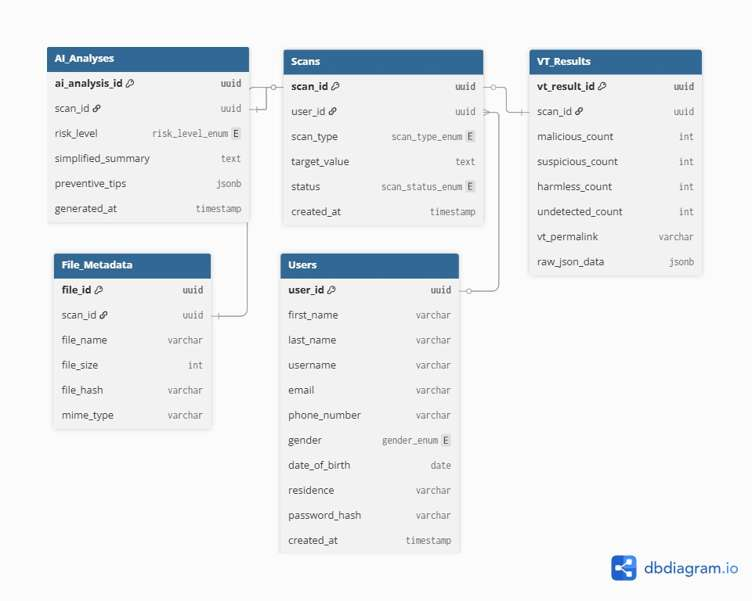 AI_Analyses
ai_analysis_id uuid
scan_id uuid
risk_level risk_level_enum E
simplified_summary text
preventive_tips jsonb
generated_at timestamp
Scans
scan_id uuid
user_id uuid
scan_type scan_type_enum E
target_value text
status scan_status_enum E
created_at timestamp
VT_Results
vt_result_id uuid
scan_id uuid
malicious_count int
suspicious_count int
harmless_count int
undetected_count int
vt_permalink varchar
raw_json_data jsonb
File_Metadata
file_id uuid
scan_id uuid
file_name varchar
file_size int
file_hash varchar
mime_type varchar
Users
user_id uuid
first_name varchar
last_name varchar
username varchar
email varchar
phone_number varchar
gender gender_enum E
date_of_birth date
residence varchar
password_hash varchar
created_at timestamp
dbdiagram.io